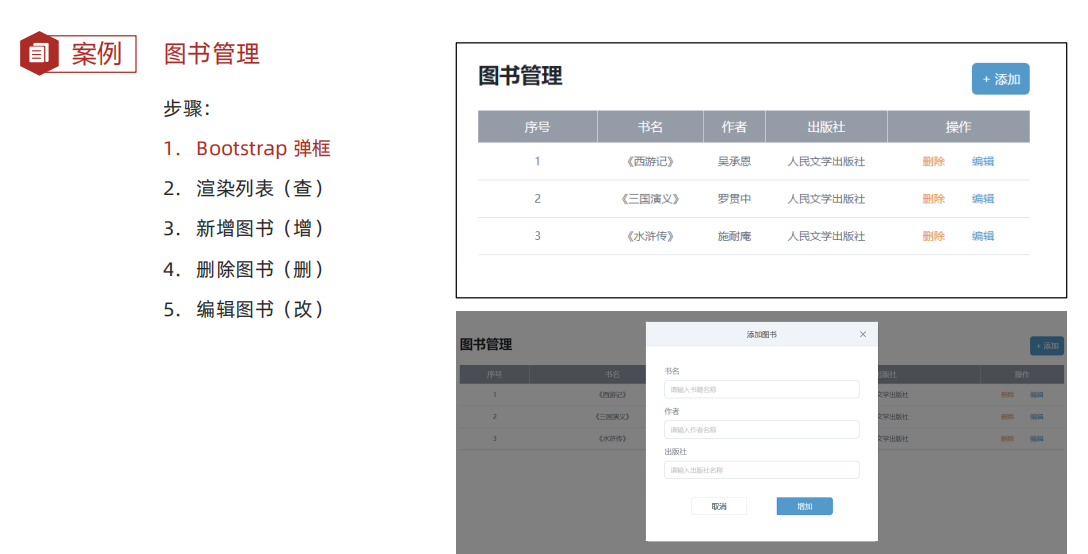 案例
图书管理
步骤：
1. Bootstrap 弹框
2. 渲染列表（查）
3. 新增图书（增）
4. 删除图书（删）
5. 编辑图书（改）
图书管理
+ 添加
序号 书名 作者 出版社 操作
1 《西游记》 吴承恩 人民文学出版社 删除 编辑
2 《三国演义》 罗贯中 人民文学出版社 删除 编辑
3 《水浒传》 施耐庵 人民文学出版社 删除 编辑
图书管理
+ 添加
序号 书名 出版社 操作
1 《西游记》 文学出版社 删除 编辑
2 《三国演义》 文学出版社 删除 编辑
3 《水浒传》 文学出版社 删除 编辑
添加图书 ×
书名
请输入书籍名称
作者
请输入作者名称
出版社
请输入出版社名称
取消 增加